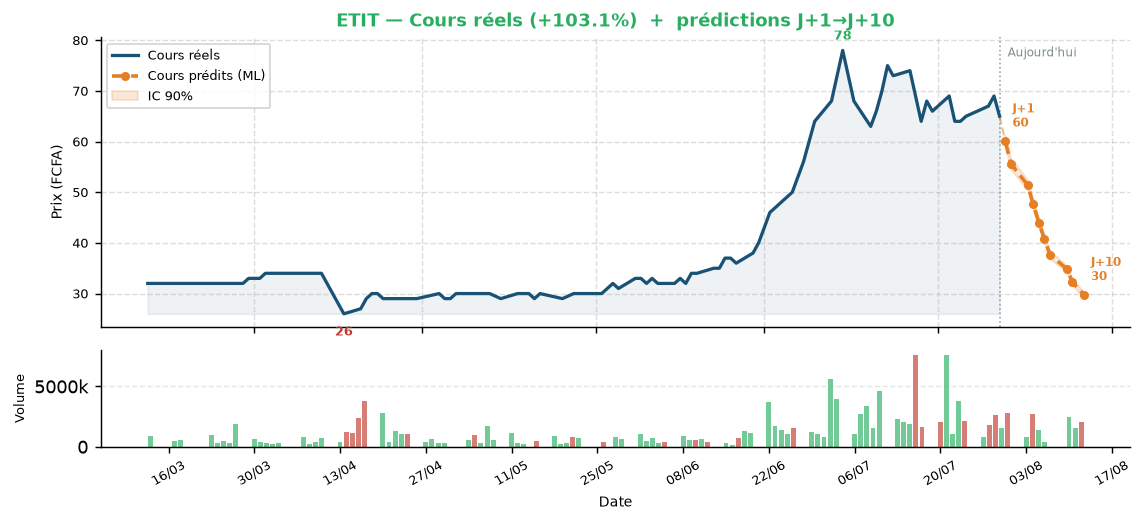 ETIT — Cours réels (+103.1%)  +  prédictions J+1→J+10
78
Cours réels
Cours prédits (ML)
IC 90%
Aujourd'hui
J+1
60
J+10
30
26
Prix (FCFA)
80
70
60
50
40
30
Volume
5000k
0
16/03
30/03
13/04
27/04
11/05
25/05
08/06
22/06
06/07
20/07
03/08
17/08
Date